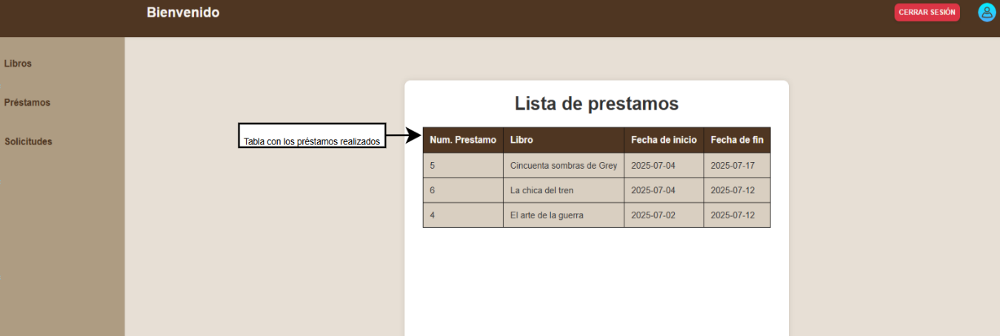 Bienvenido
CERRAR SESIÓN
Libros
Préstamos
Solicitudes
Lista de prestamos
Tabla con los préstamos realizados
Num. Prestamo Libro Fecha de inicio Fecha de fin
5 Cincuenta sombras de Grey 2025-07-04 2025-07-17
6 La chica del tren 2025-07-04 2025-07-12
4 El arte de la guerra 2025-07-02 2025-07-12